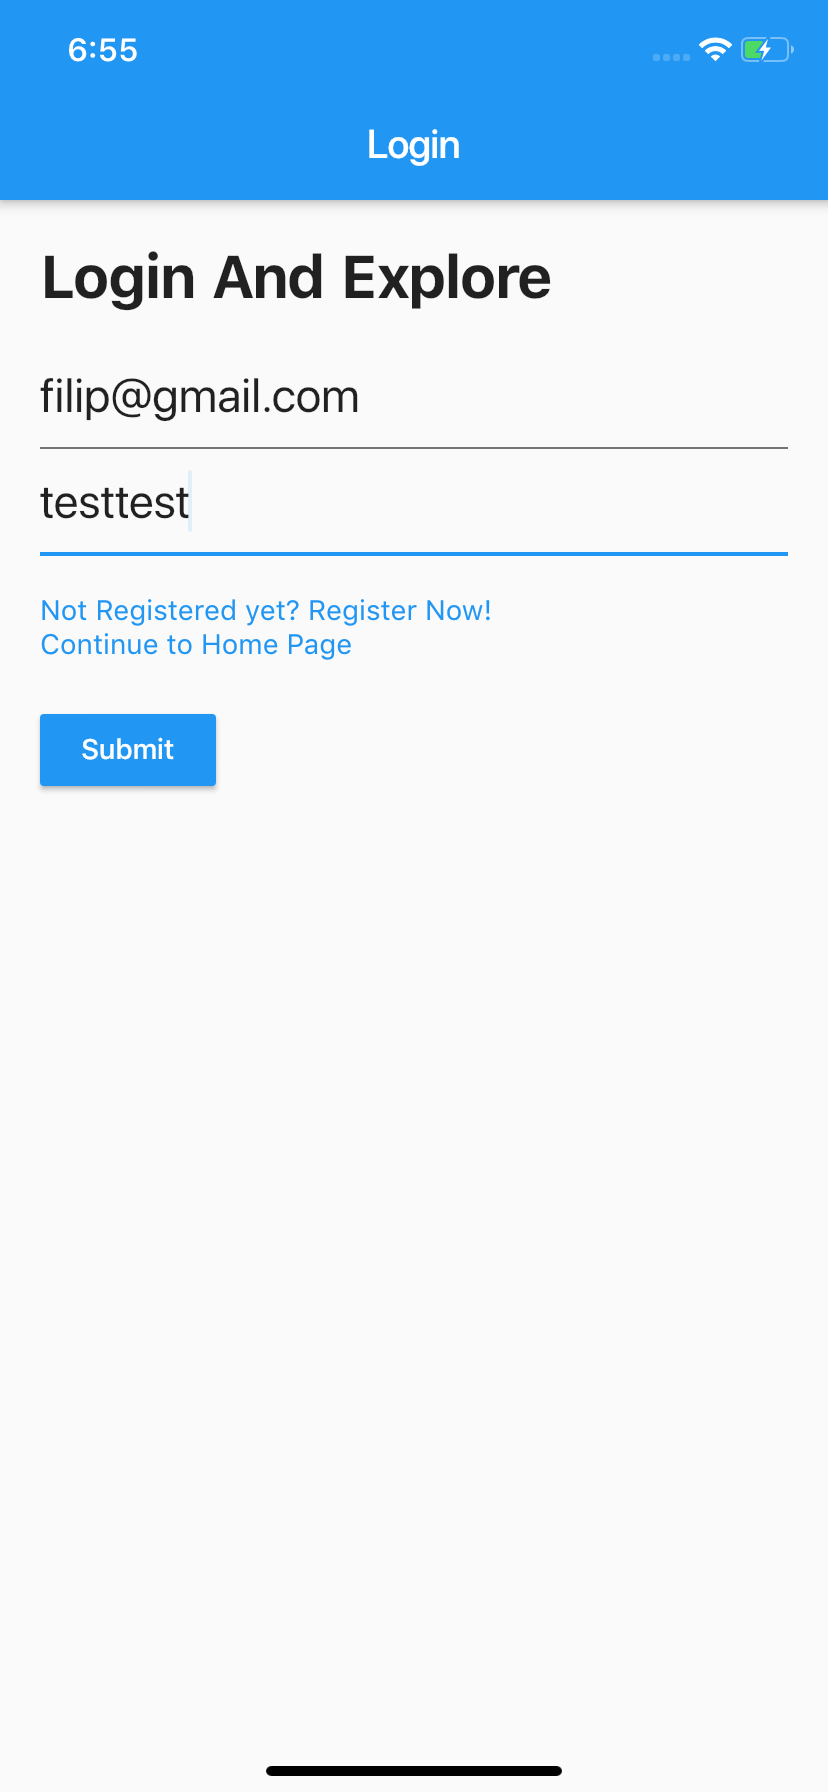 6:55
Login
Login And Explore
filip@gmail.com
testtest
Not Registered yet? Register Now!
Continue to Home Page
Submit